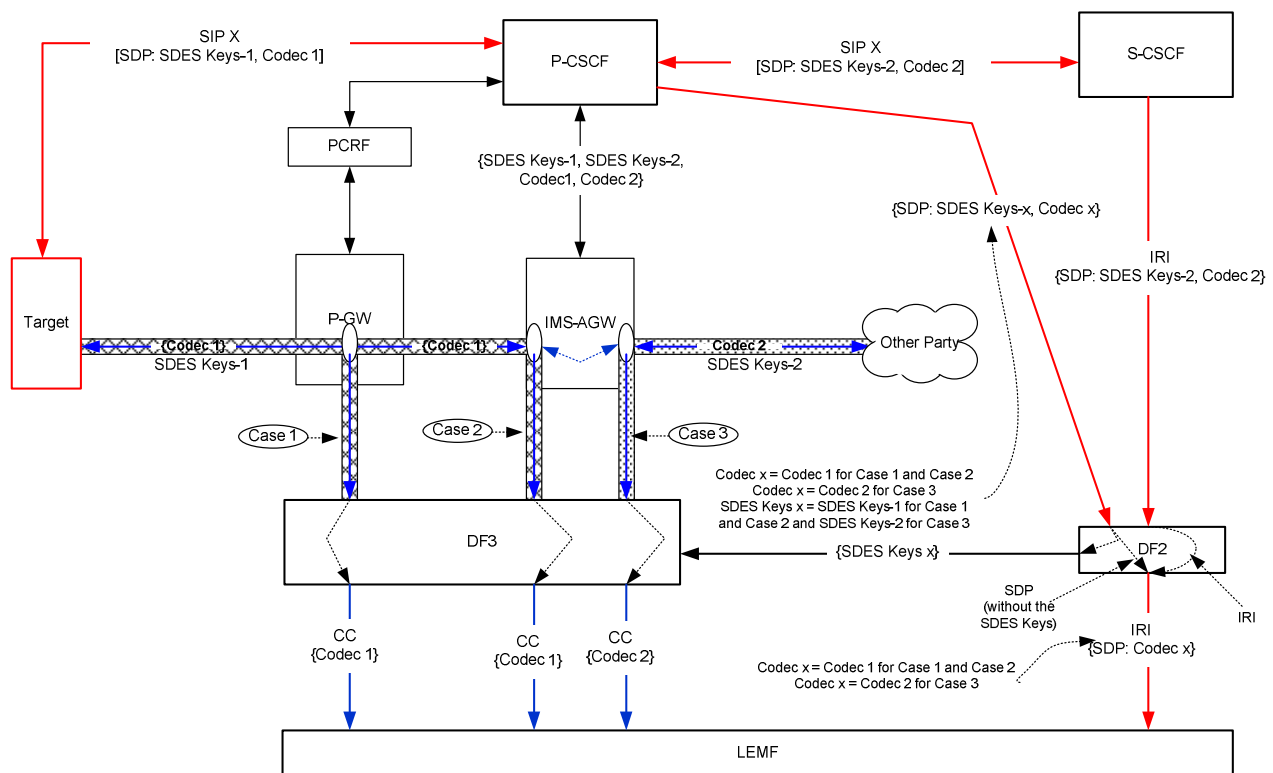 SIP X
[SDP: SDES Keys-1, Codec 1]
P-CSCF
SIP X
[SDP: SDES Keys-2, Codec 2]
S-CSCF
PCRF
{SDES Keys-1, SDES Keys-2,
Codec1, Codec 2}
{SDP: SDES Keys-x, Codec x}
IRI
{SDP: SDES Keys-2, Codec 2}
Target
P-GW
IMS-AGW
{Codec 1}
{Codec 1}
Codec 2
Other Party
SDES Keys-1
SDES Keys-2
Case 1
Case 2
Case 3
Codec x = Codec 1 for Case 1 and Case 2
Codec x = Codec 2 for Case 3
SDES Keys x = SDES Keys-1 for Case 1
and Case 2 and SDES Keys-2 for Case 3
DF3
{SDES Keys x}
DF2
SDP
(without the
SDES Keys)
IRI
CC
{Codec 1}
CC
{Codec 1}
CC
{Codec 2}
IRI
{SDP: Codec x}
Codec x = Codec 1 for Case 1 and Case 2
Codec x = Codec 2 for Case 3
LEMF